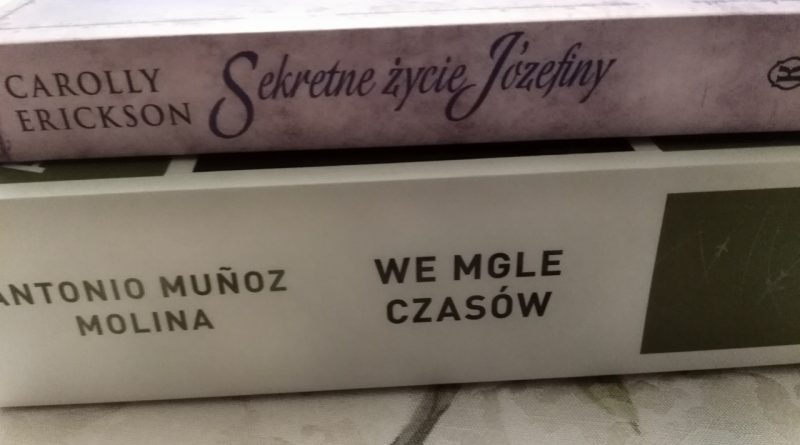 CAROLLY
ERICKSON
Sekretne życie Józefiny
ANTONIO MUÑOZ
MOLINA
WE MGLE
CZASÓW